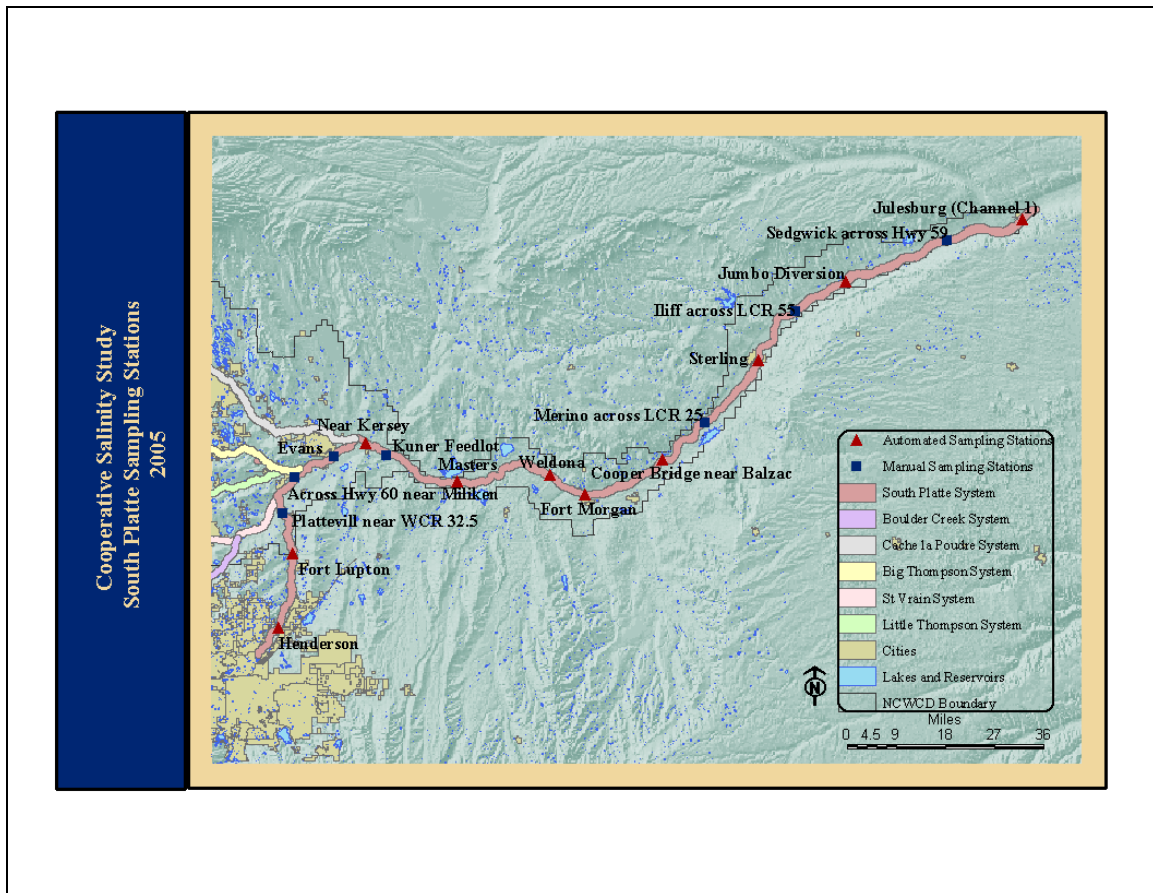 Cooperative Salinity Study
South Platte Sampling Stations
2005
Julesburg (Channel 1)
Sedgwick across Hwy 59
Jumbo Diversion
Iliff across LCR 55
Sterling
Merino across LCR 25
Near Kersey
Evans
Kuner Feedlot
Masters
Weldona
Cooper Bridge near Balzac
Across Hwy 60 near Miliken
Fort Morgan
Plattevill near WCR 32.5
Fort Lupton
Henderson
Automated Sampling Stations
Manual Sampling Stations
South Platte System
Boulder Creek System
Cache la Poudre System
Big Thompson System
St Vrain System
Little Thompson System
Cities
Lakes and Reservoirs
NCWCD Boundary
N
Miles
0 4.5 9 18 27 36